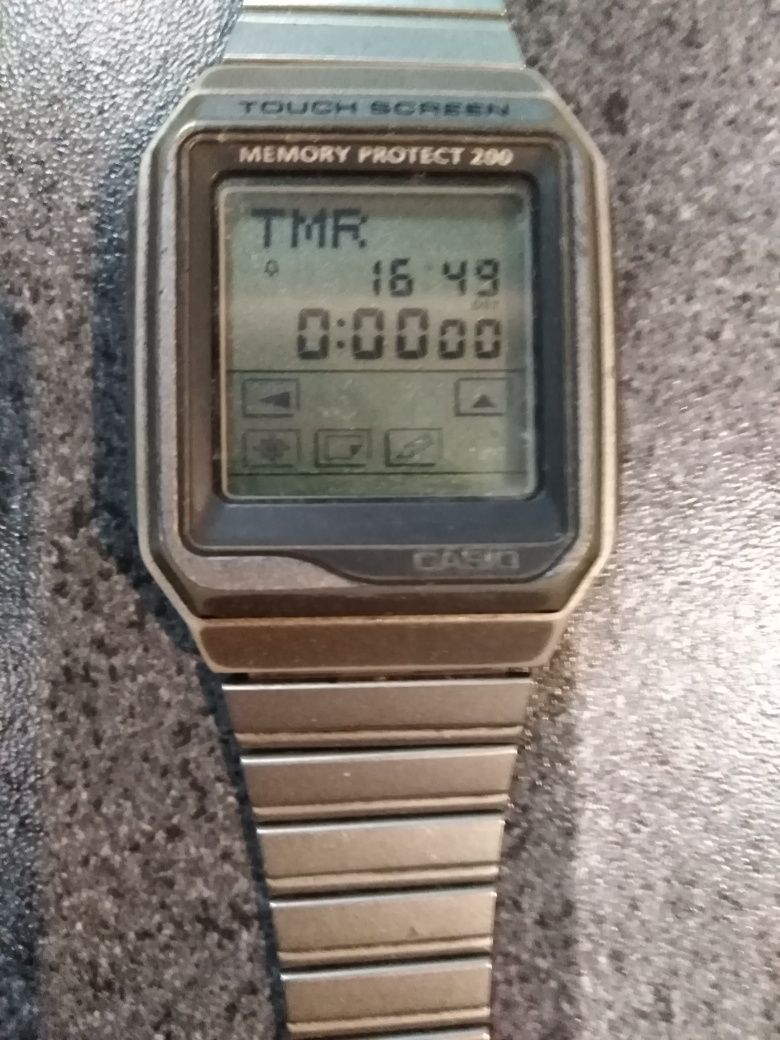 TOUCH SCREEN
MEMORY PROTECT 200
TMR
16 49
0:00 00
CASIO